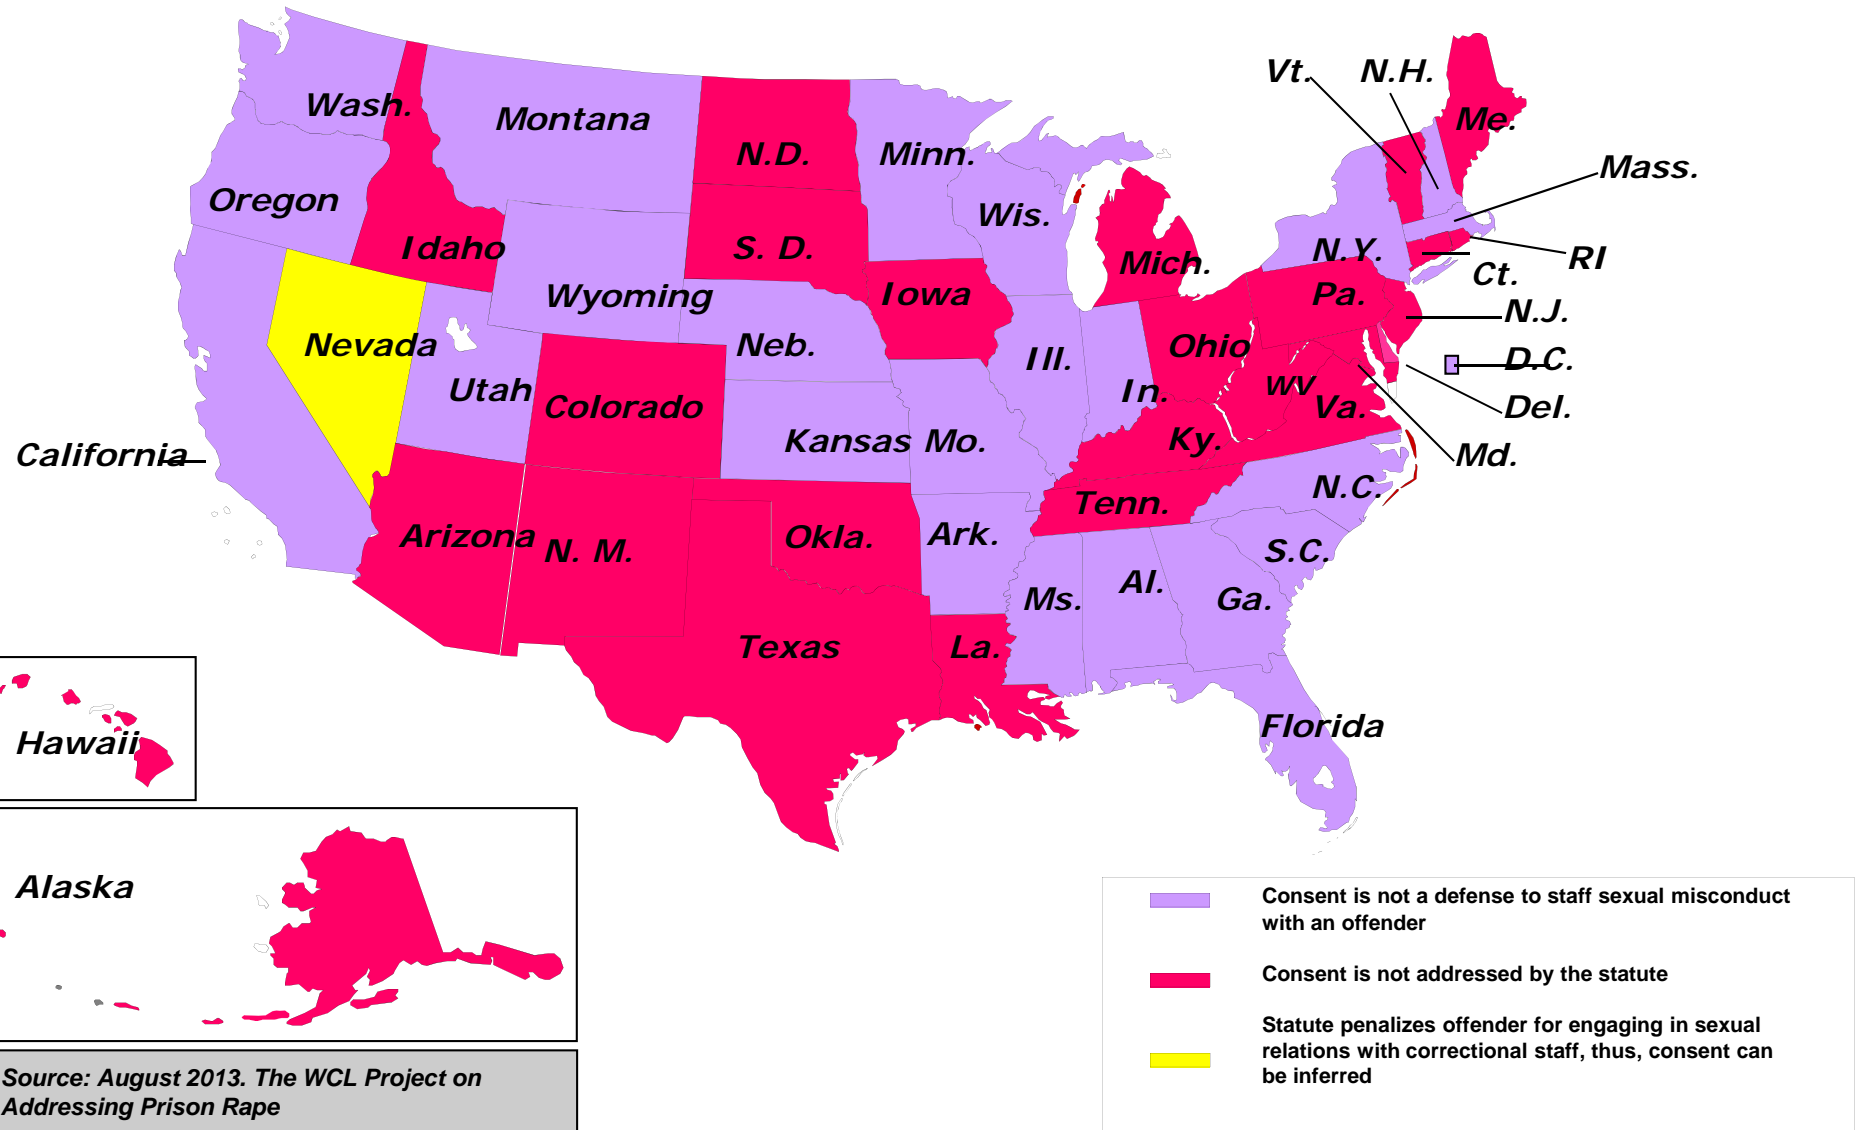 Vt.
N.H.
Wash.
Montana
Me.
N.D.
Minn.
Mass.
Oregon
Wis.
Idaho
S. D.
Mich.
N.Y.
RI
Ct.
Wyoming
Iowa
Pa.
N.J.
Nevada
Neb.
Ill.
Ohio
D.C.
Utah
Colorado
In.
WV
Va.
Del.
California
Kansas
Mo.
Ky.
Md.
N.C.
Tenn.
Arizona
N. M.
Okla.
Ark.
S.C.
Ms.
Al.
Ga.
Texas
La.
Florida
Hawaii
Alaska
Consent is not a defense to staff sexual misconduct
with an offender
Consent is not addressed by the statute
Statute penalizes offender for engaging in sexual
relations with correctional staff, thus, consent can
be inferred
Source: August 2013. The WCL Project on
Addressing Prison Rape